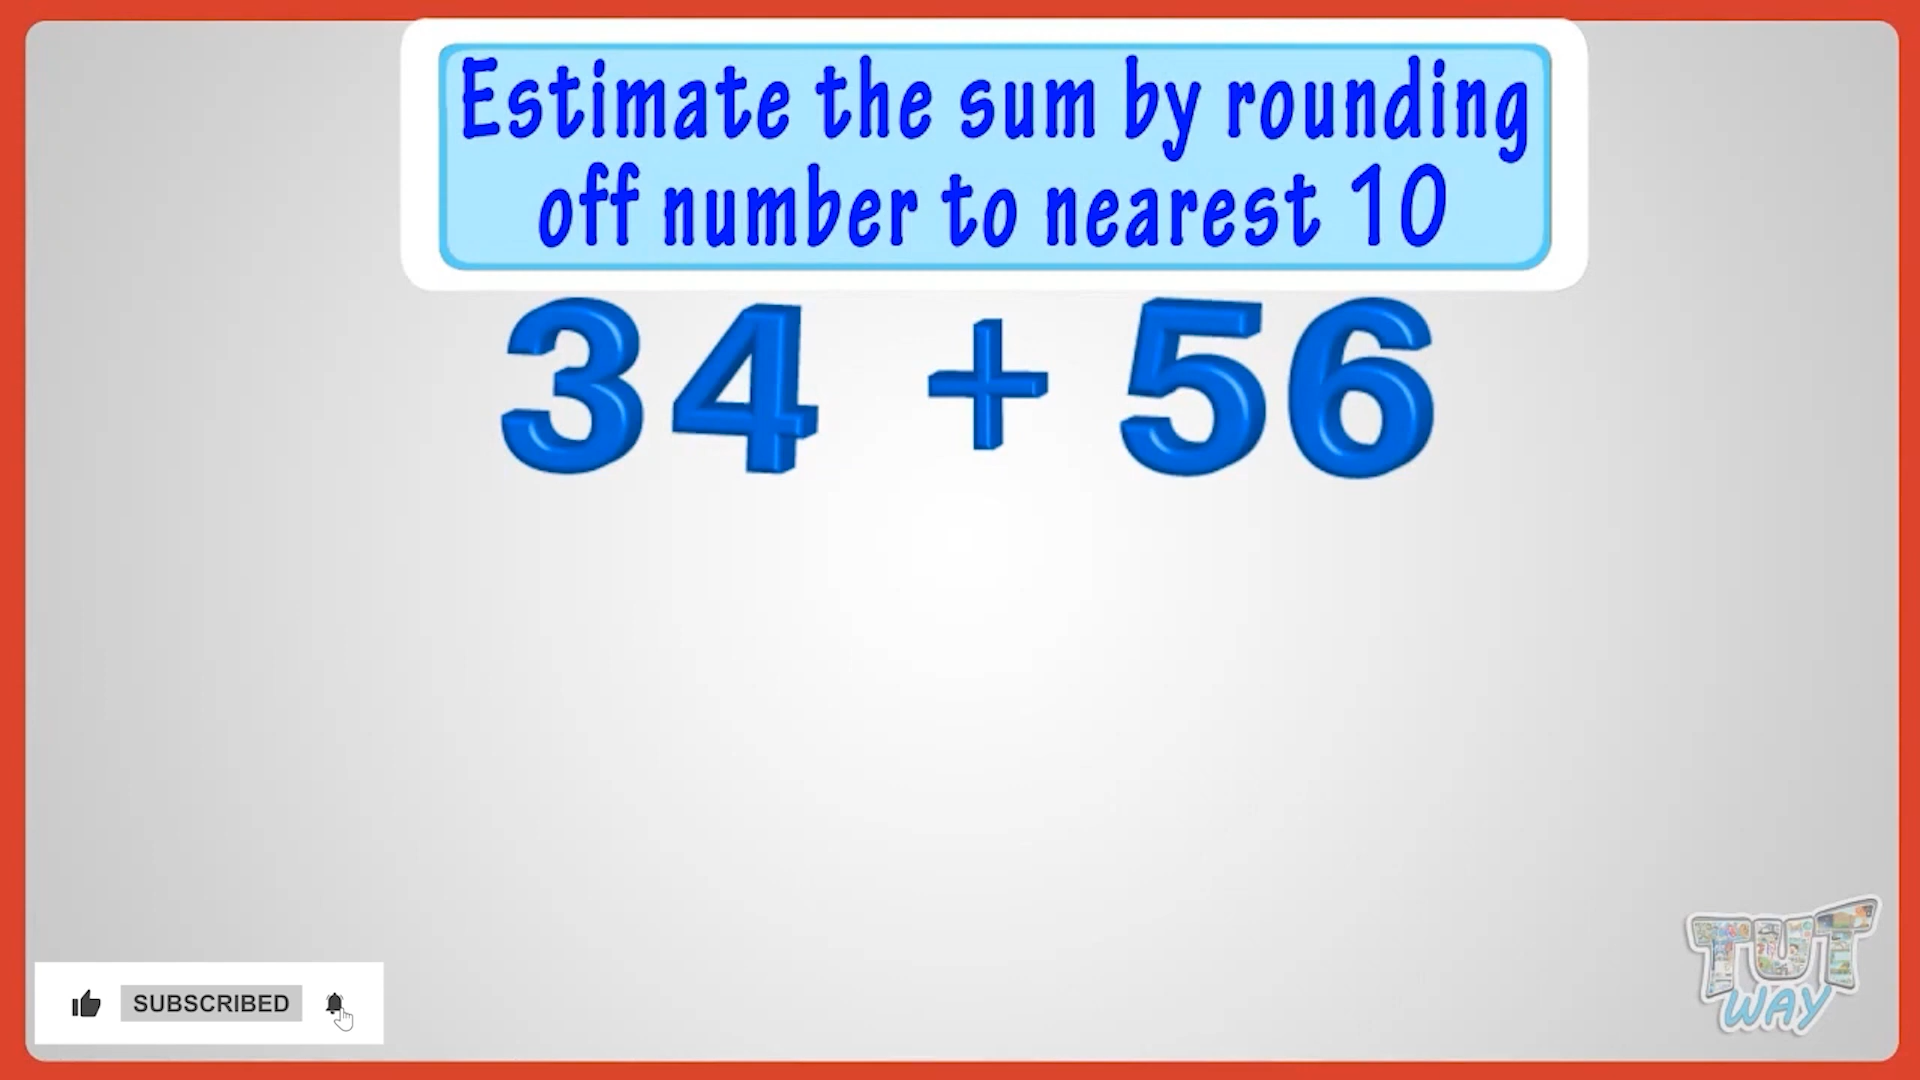 Estimate the sum by rounding
off number to nearest 10
34 + 56
SUBSCRIBED
TUT
WAY